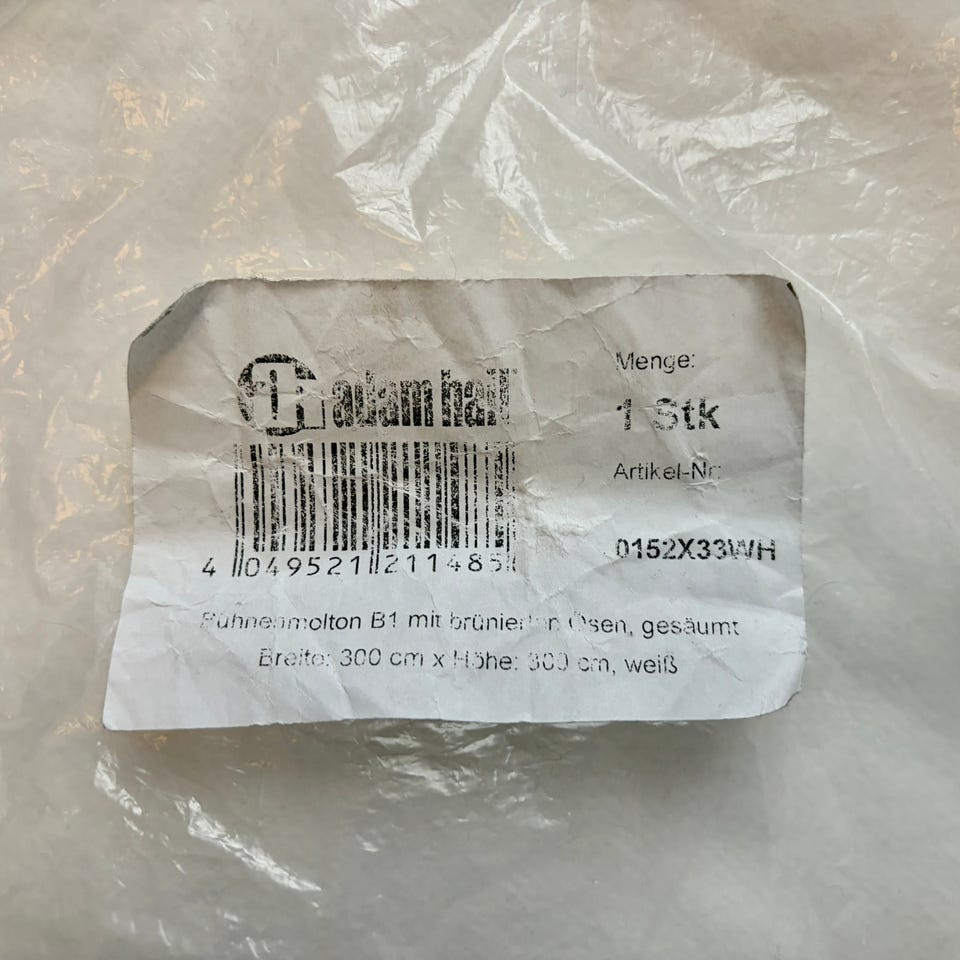 adam hall
Menge:
1 Stk
Artikel-Nr:
0152X33WH
4 049521 211485
Bühnenmolton B1 mit brünierten Ösen, gesäumt
Breite: 300 cm x Höhe: 300 cm, weiß